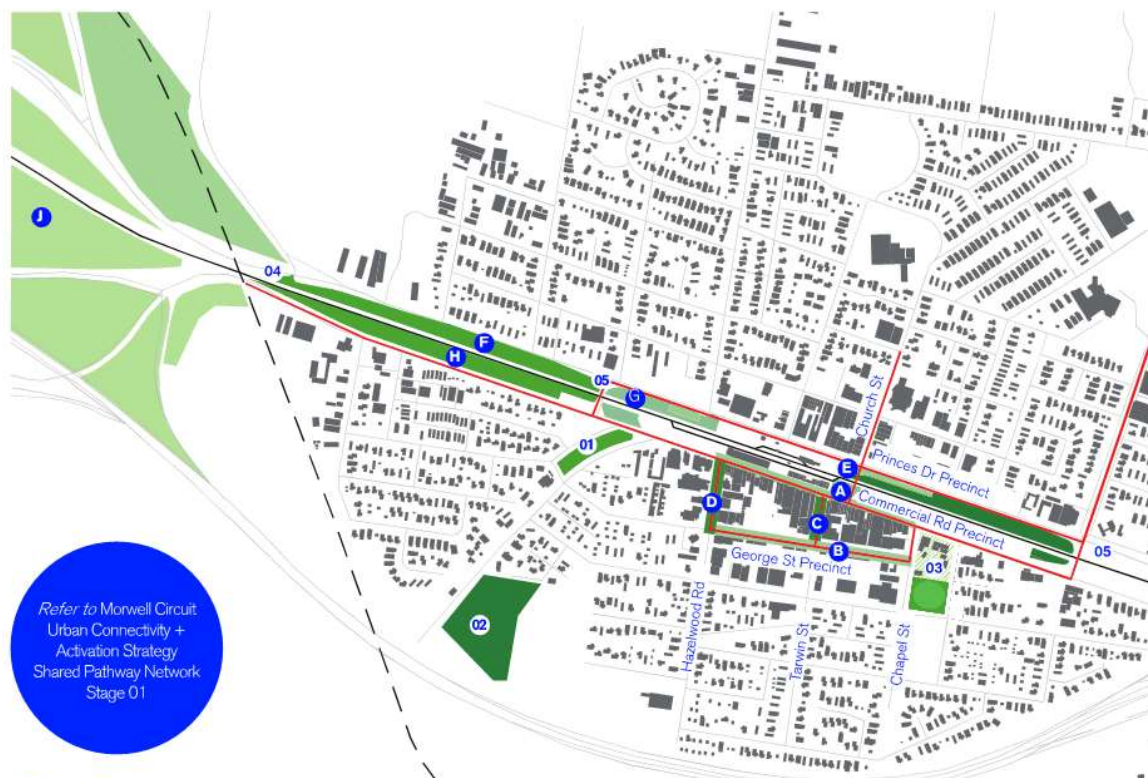 J
04
F
H
05
G
01
Church St
E
Princes Dr Precinct
A
Commercial Rd Precinct
D
C
B
05
George St Precinct
03
02
Hazelwood Rd
Tarwin St
Chapel St
Refer to Morwell Circuit
Urban Connectivity +
Activation Strategy
Shared Pathway Network
Stage 01